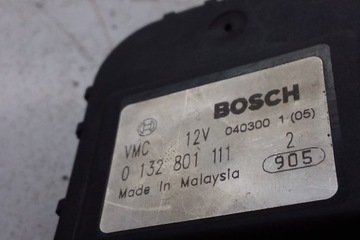 BOSCH
VMC 12V 040300 1 (05)
0 132 801 111 2
Made in Malaysia 905